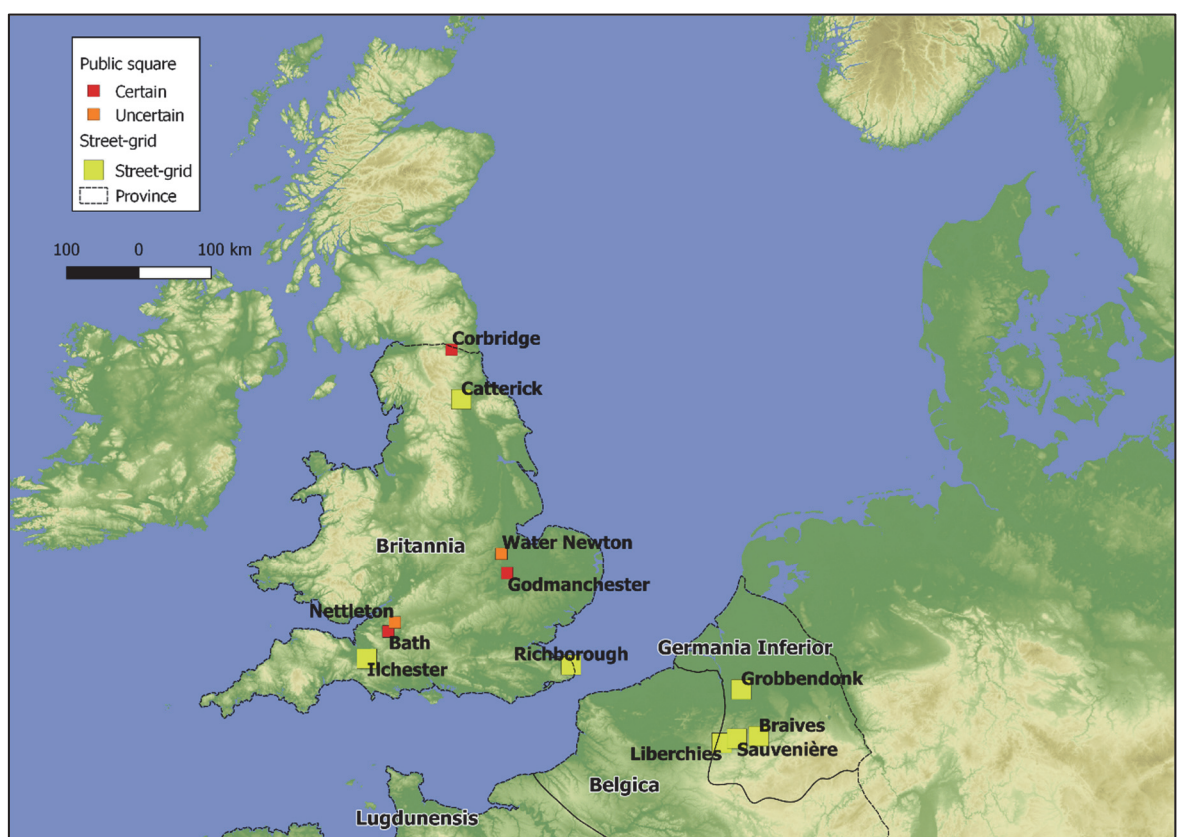 Public square
Certain
Uncertain
Street-grid
Street-grid
Province
100 0 100 km
Corbridge
Catterick
Britannia
Water Newton
Godmanchester
Nettleton
Bath
Ilchester
Richborough
Germania Inferior
Grobbendonk
Braives
Liberchies
Sauvenière
Belgica
Lugdunensis